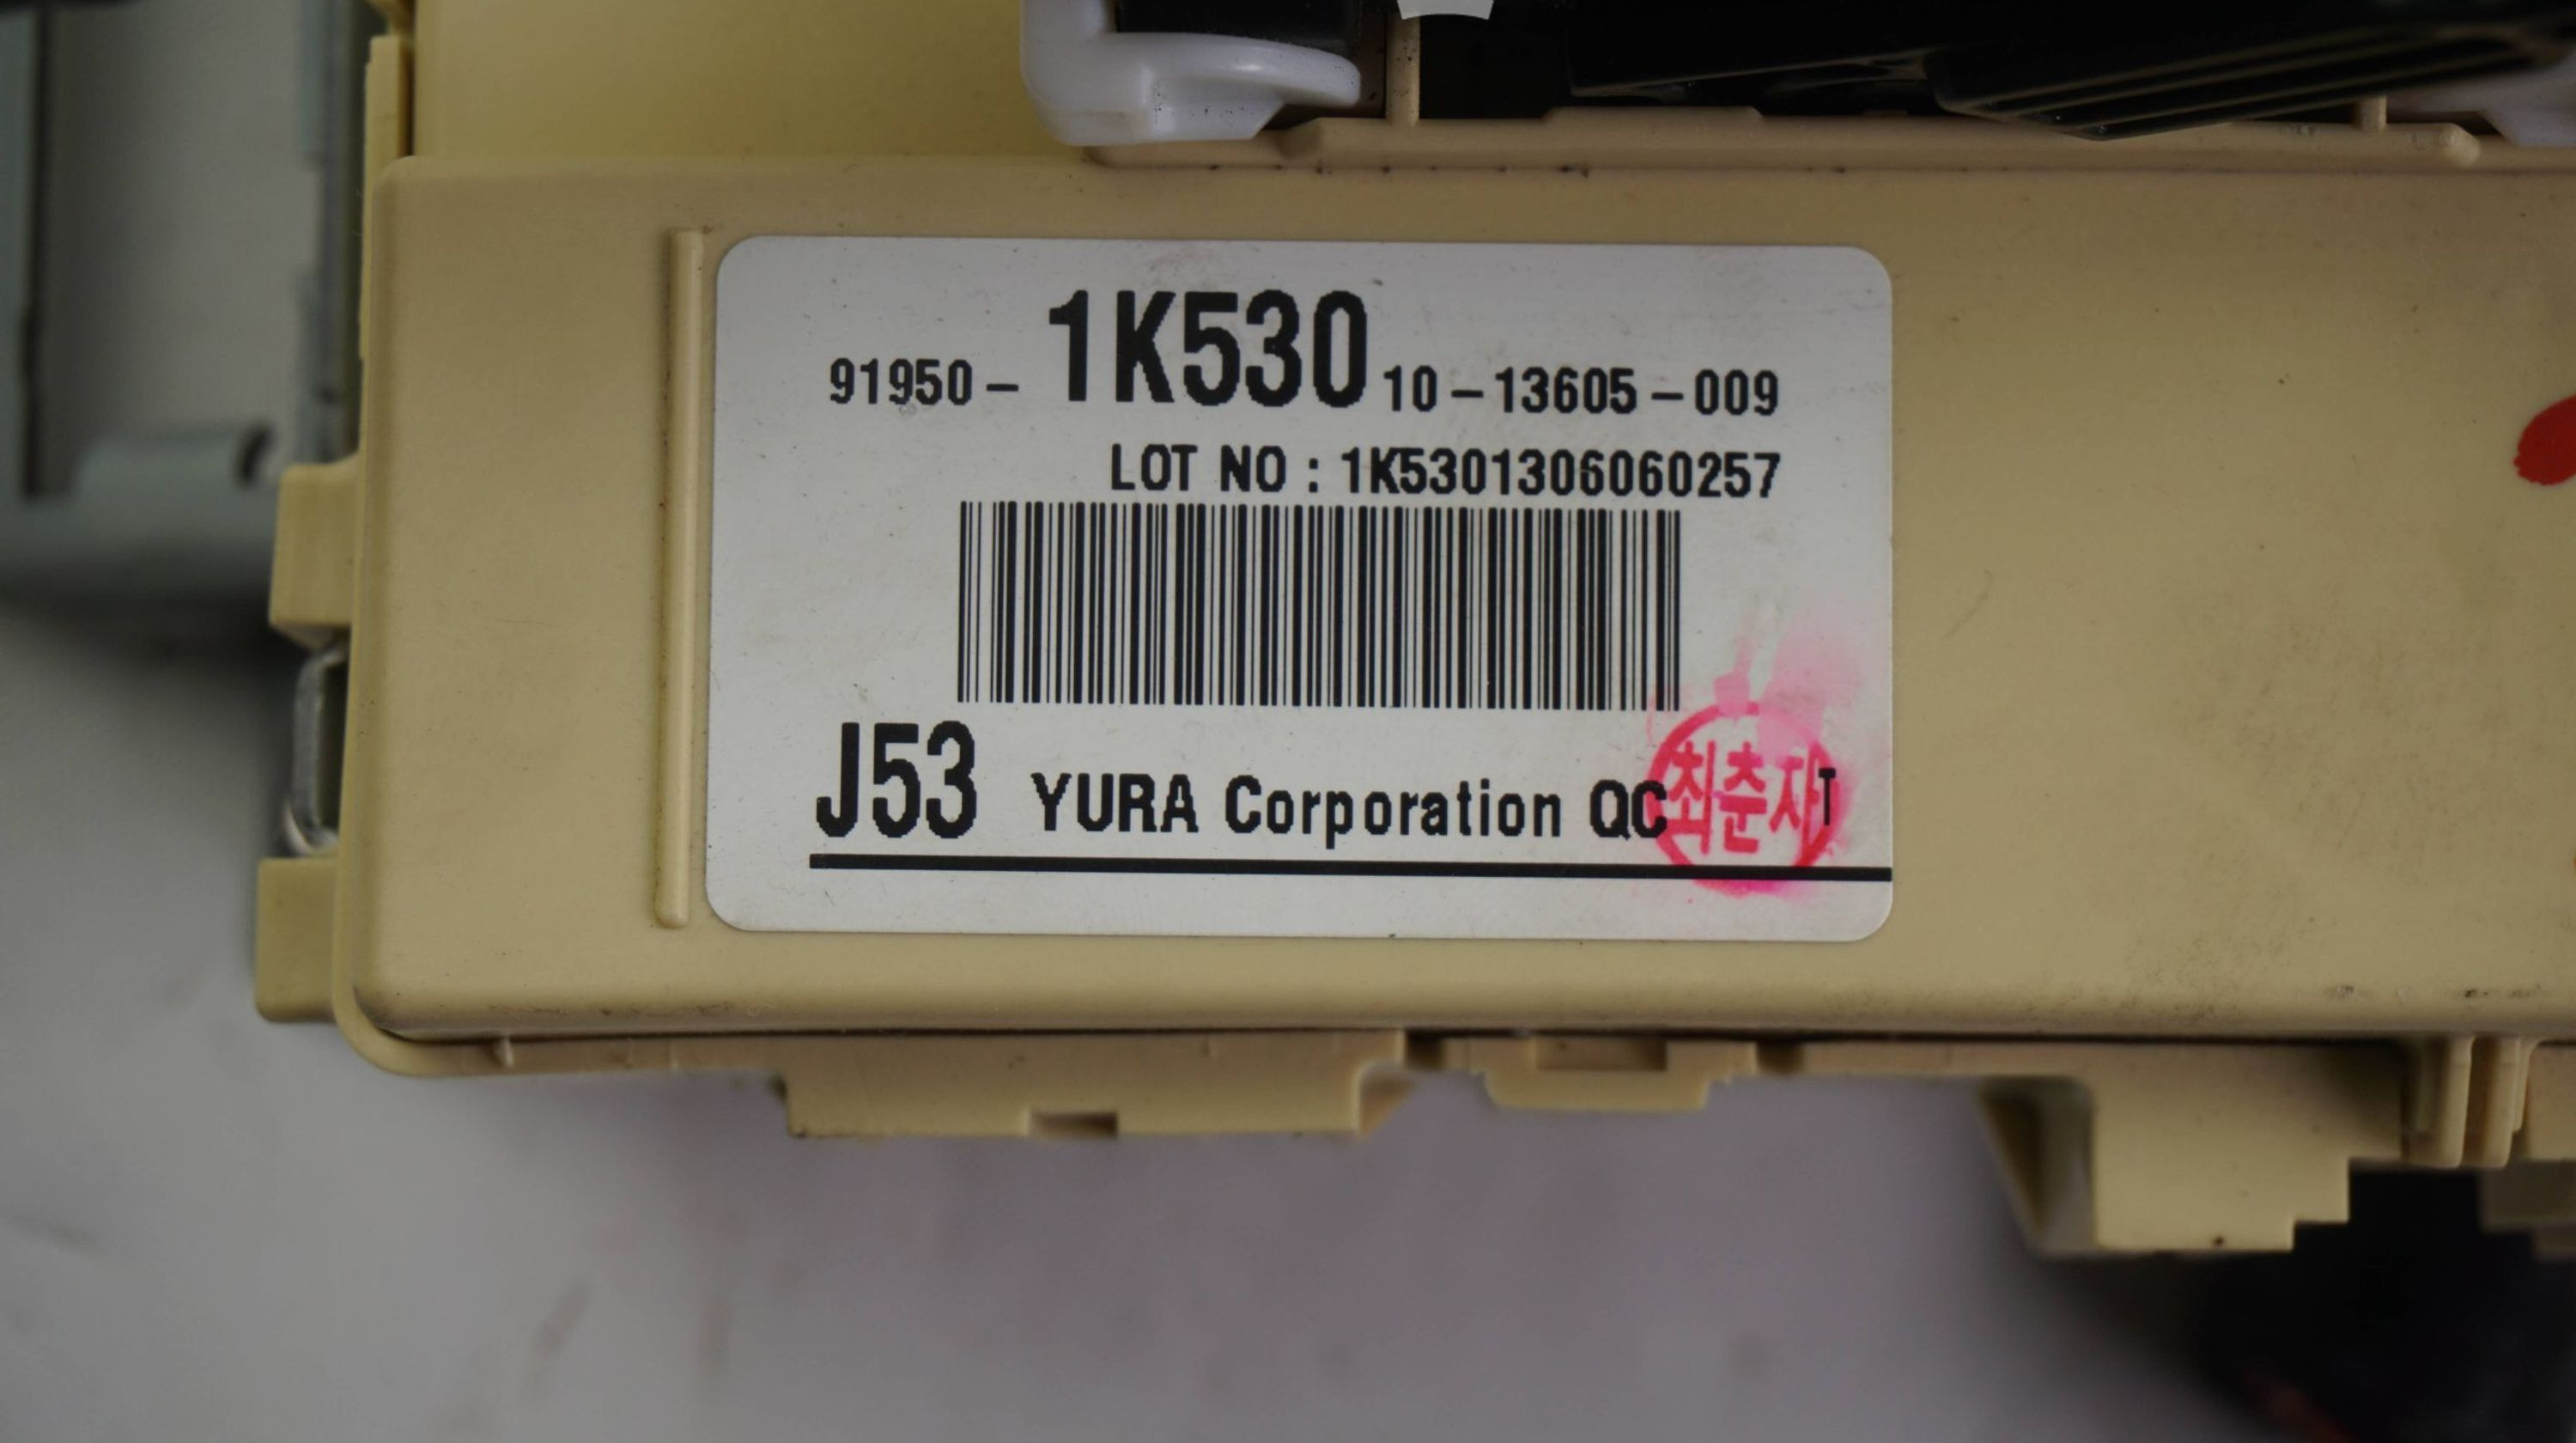 91950 – 1K530 10 – 13605 – 009
LOT NO : 1K5301306060257
J53 YURA Corporation QC 최춘자 T